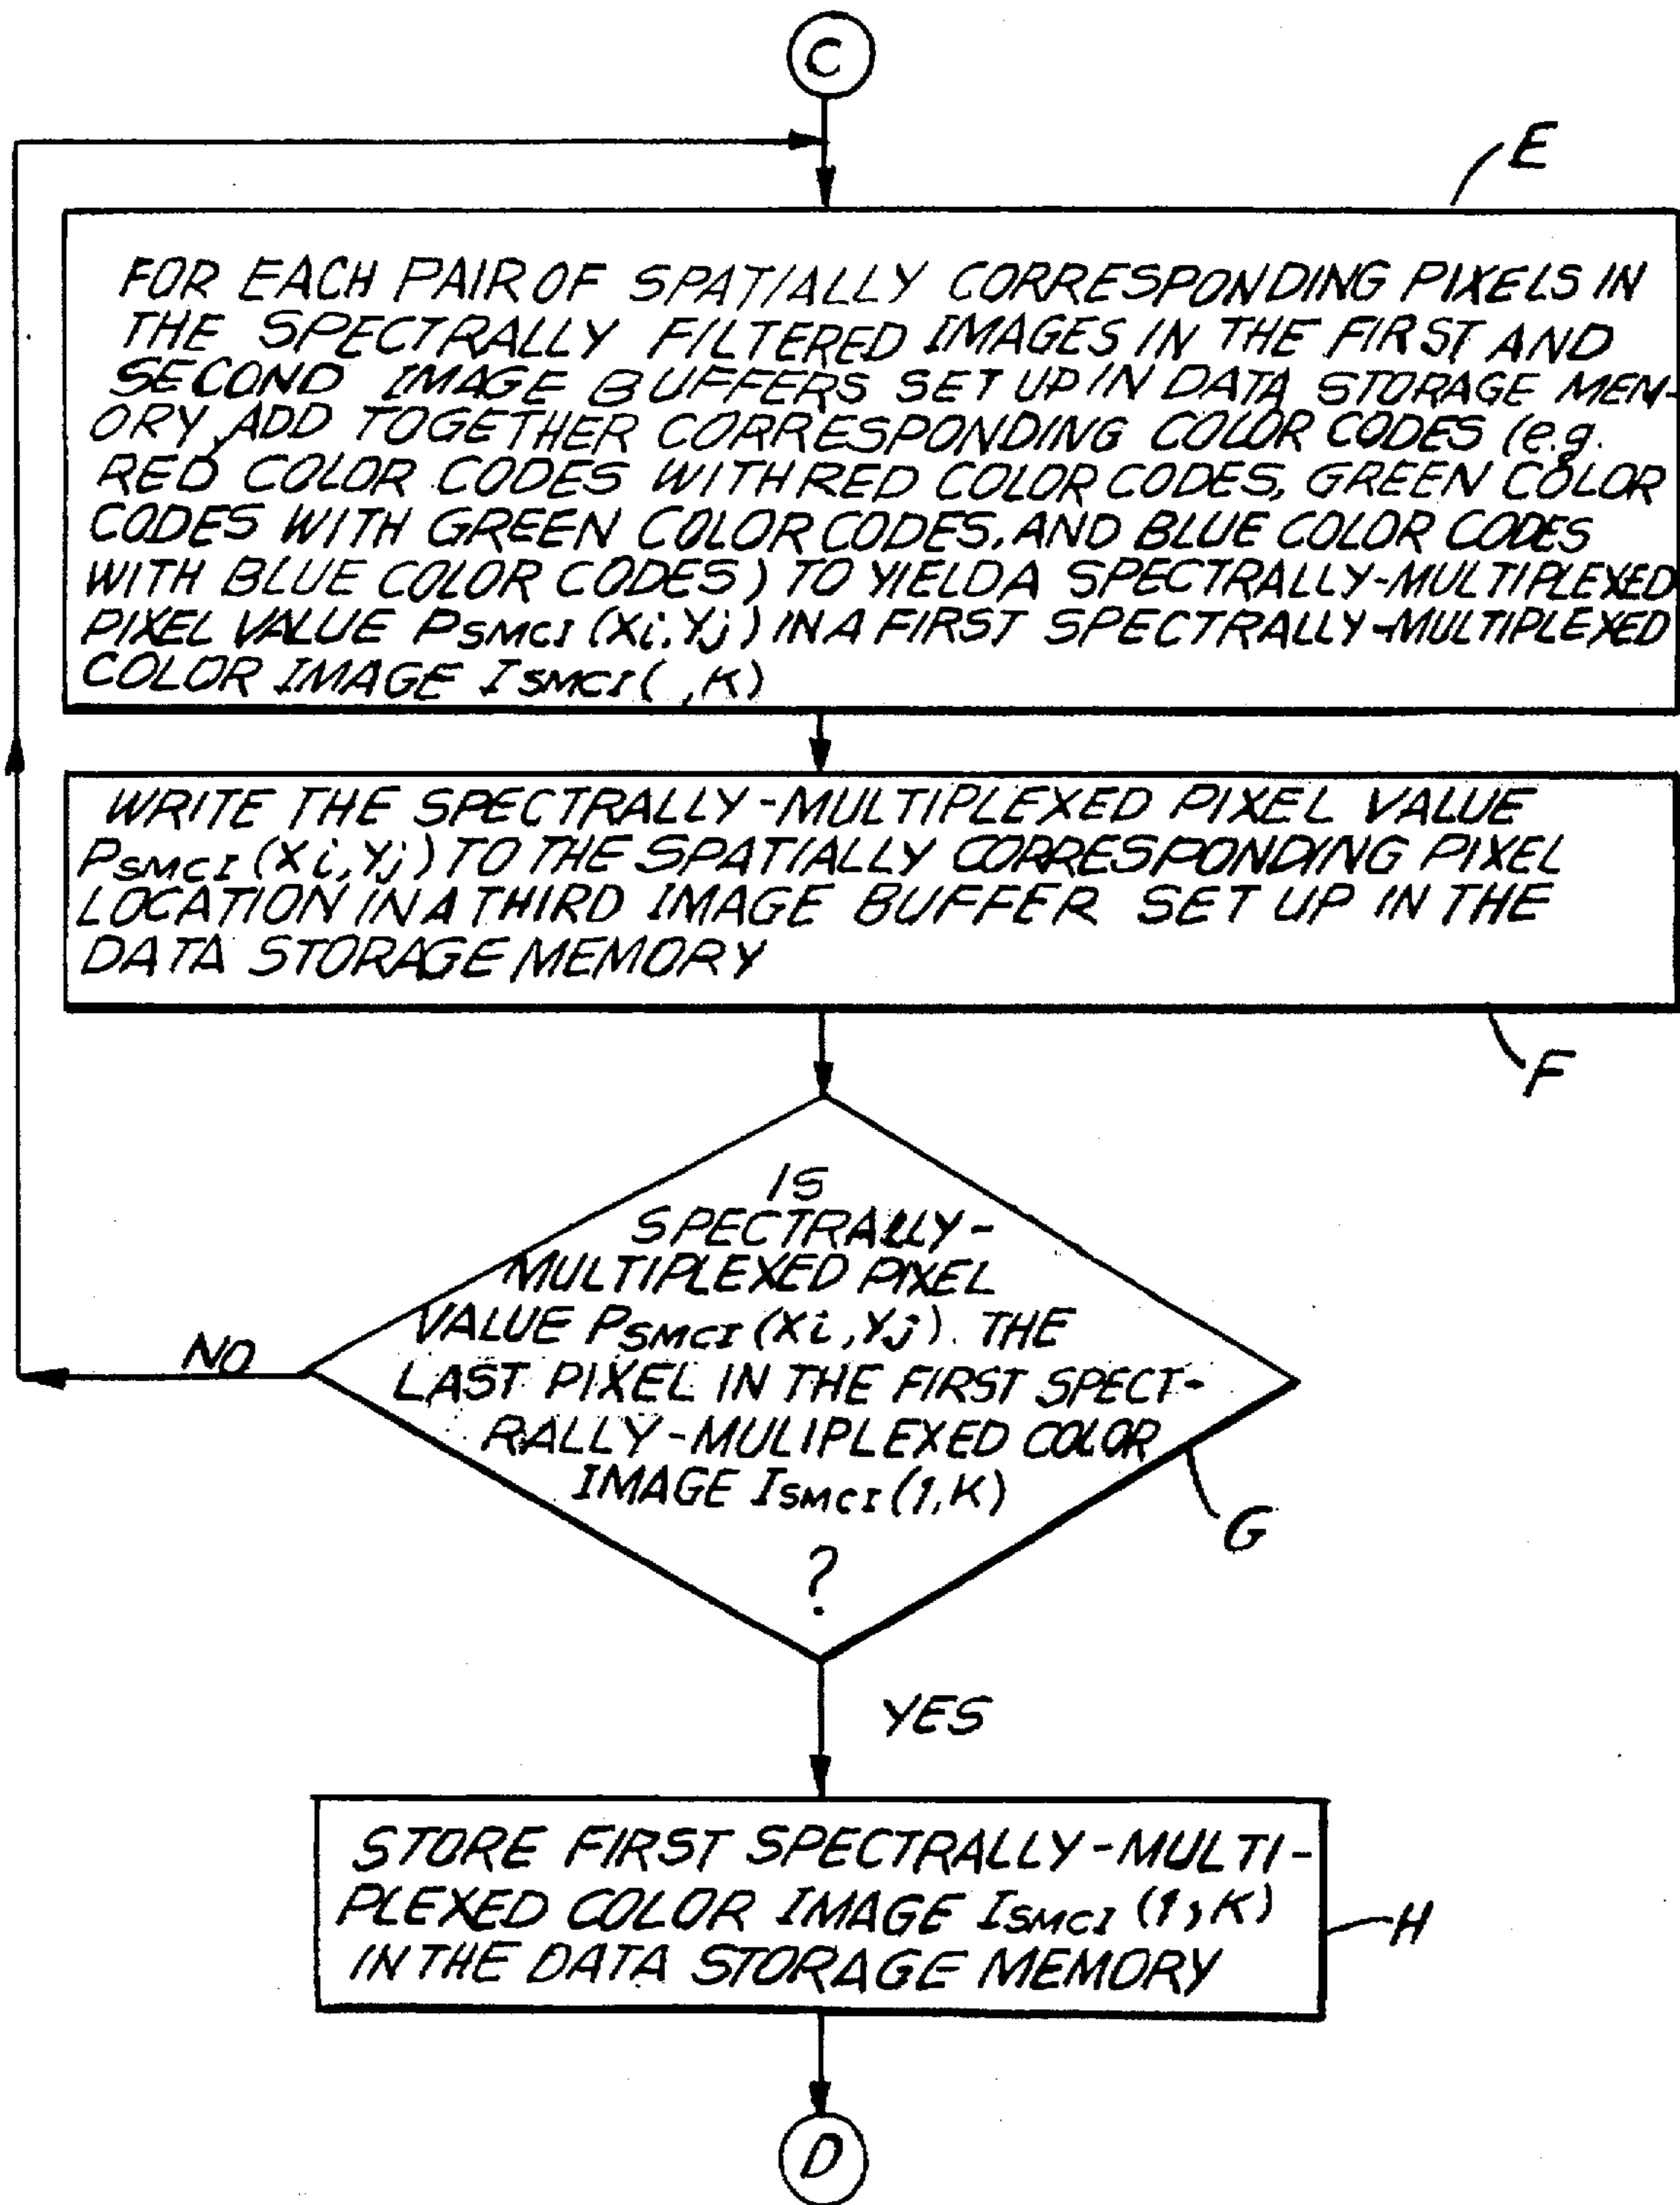 C
E
FOR EACH PAIR OF SPATIALLY CORRESPONDING PIXELS IN
THE SPECTRALLY FILTERED IMAGES IN THE FIRST AND
SECOND IMAGE BUFFERS SET UP IN DATA STORAGE MEM-
ORY, ADD TOGETHER CORRESPONDING COLOR CODES (e.g.
RED COLOR CODES WITH RED COLOR CODES, GREEN COLOR
CODES WITH GREEN COLOR CODES, AND BLUE COLOR CODES
WITH BLUE COLOR CODES) TO YIELD A SPECTRALLY-MULTIPLEXED
PIXEL VALUE PSMCI (Xi, Yj) IN A FIRST SPECTRALLY-MULTIPLEXED
COLOR IMAGE ISMCI ( ,K)
WRITE THE SPECTRALLY-MULTIPLEXED PIXEL VALUE
PSMCI (Xi, Yj) TO THE SPATIALLY CORRESPONDING PIXEL
LOCATION IN A THIRD IMAGE BUFFER SET UP IN THE
DATA STORAGE MEMORY
F
IS
SPECTRALLY-
MULTIPLEXED PIXEL
VALUE PSMCI (Xi, Yj). THE
LAST PIXEL IN THE FIRST SPECT-
RALLY-MULIPLEXED COLOR
IMAGE ISMCI (1,K)
?
NO
G
YES
STORE FIRST SPECTRALLY-MULTI-
PLEXED COLOR IMAGE ISMCI (1,K)
IN THE DATA STORAGE MEMORY
H
D